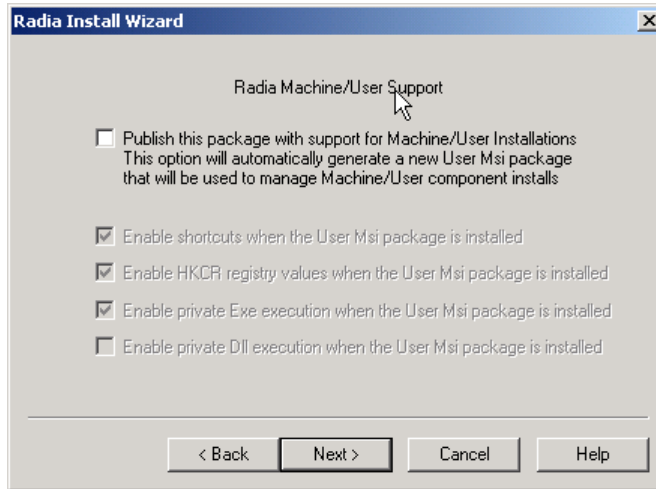 Radia Install Wizard
Radia Machine/User Support
Publish this package with support for Machine/User Installations
This option will automatically generate a new User Msi package
that will be used to manage Machine/User component installs
Enable shortcuts when the User Msi package is installed
Enable HKCR registry values when the User Msi package is installed
Enable private Exe execution when the User Msi package is installed
Enable private Dll execution when the User Msi package is installed
< Back
Next >
Cancel
Help